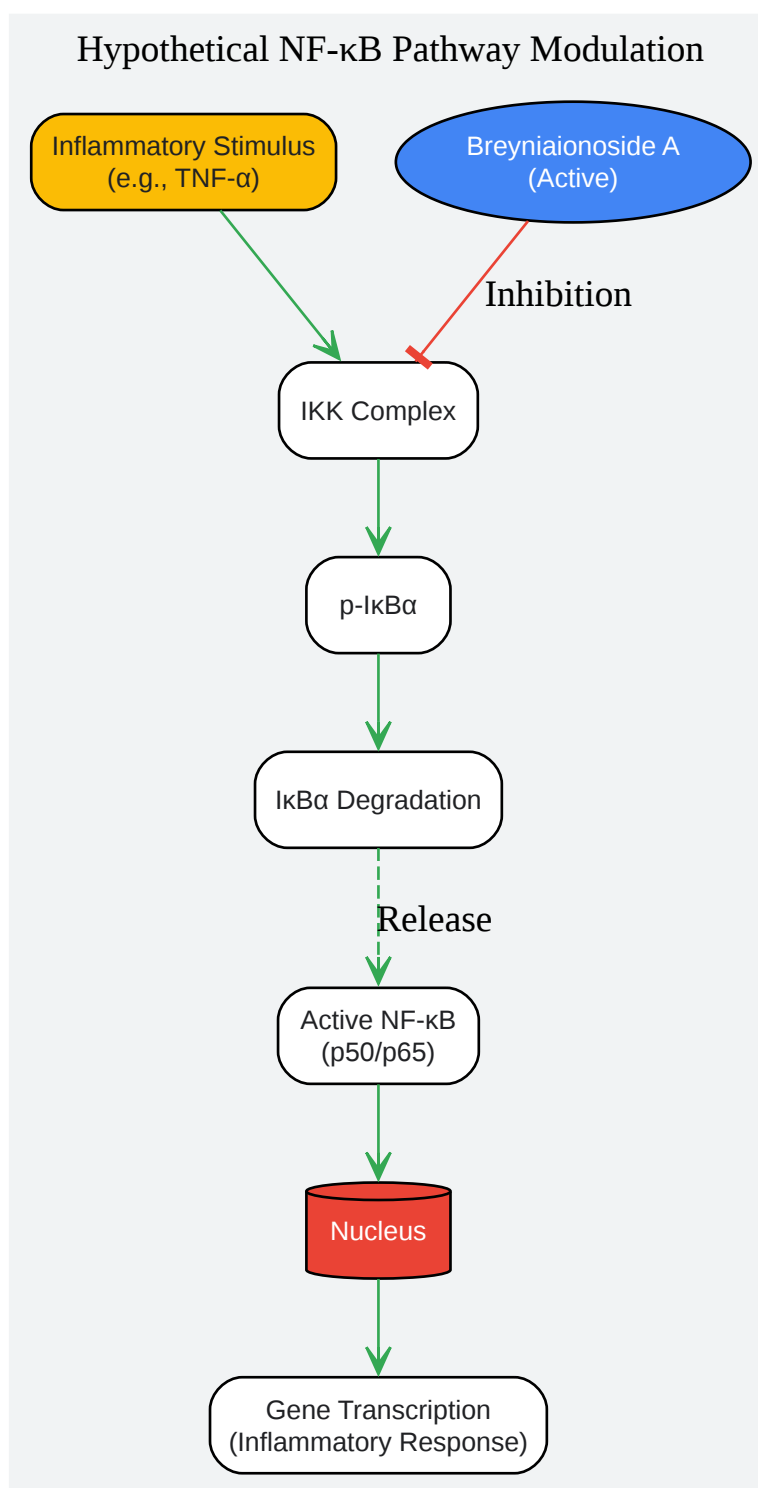 Hypothetical NF-κB Pathway Modulation
Inflammatory Stimulus
(e.g., TNF-α)
Breyniaionoside A
(Active)
Inhibition
IKK Complex
p-IκBα
IκBα Degradation
Release
Active NF-κB
(p50/p65)
Nucleus
Gene Transcription
(Inflammatory Response)